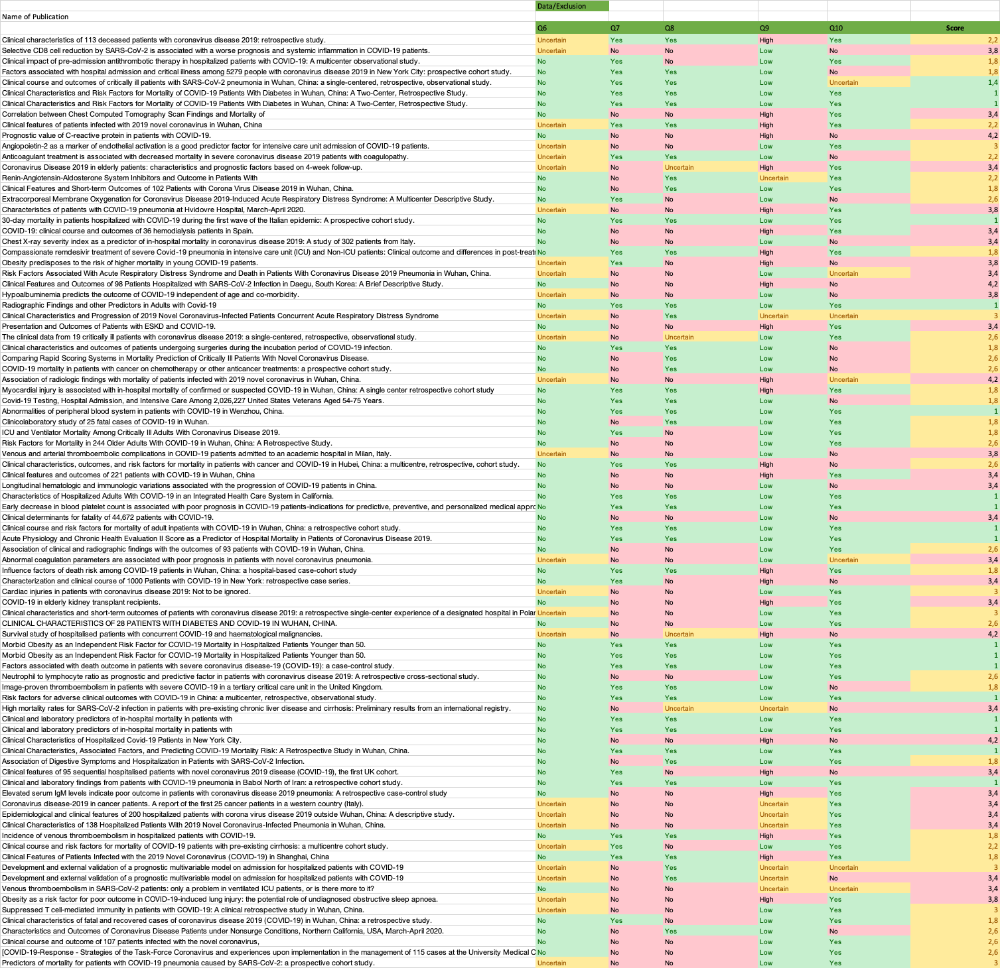 Data/Exclusion
Name of Publication
Q6 Q7 Q8 Q9 Q10 Score
Clinical characteristics of 113 deceased patients with coronavirus disease 2019: retrospective study. Uncertain Yes Yes High Yes 2,2
Selective CD8 cell reduction by SARS-CoV-2 is associated with a worse prognosis and systemic inflammation in COVID-19 patients. Uncertain No No Low No 3,8
Clinical impact of pre-admission antithrombotic therapy in hospitalized patients with COVID-19: A multicenter observational study. No Yes No Low Yes 1,8
Factors associated with hospital admission and critical illness among 5279 people with coronavirus disease 2019 in New York City: prospective cohort study. No Yes Yes Low No 1,8
Clinical course and outcomes of critically ill patients with SARS-CoV-2 pneumonia in Wuhan, China: a single-centered, retrospective, observational study. No Yes Yes Low Uncertain 1,4
Clinical Characteristics and Risk Factors for Mortality of COVID-19 Patients With Diabetes in Wuhan, China: A Two-Center, Retrospective Study. No Yes Yes Low Yes 1
Clinical Characteristics and Risk Factors for Mortality of COVID-19 Patients With Diabetes in Wuhan, China: A Two-Center, Retrospective Study. No Yes Yes Low Yes 1
Correlation between Chest Computed Tomography Scan Findings and Mortality of No No No High Yes 3,4
Clinical features of patients infected with 2019 novel coronavirus in Wuhan, China Uncertain Yes Yes High Yes 2,2
Prognostic value of C-reactive protein in patients with COVID-19. No No No High No 4,2
Angiopoietin-2 as a marker of endothelial activation is a good predictor factor for intensive care unit admission of COVID-19 patients. Uncertain No No Low Yes 3
Anticoagulant treatment is associated with decreased mortality in severe coronavirus disease 2019 patients with coagulopathy. Uncertain Yes Yes Low No 2,2
Coronavirus Disease 2019 in elderly patients: characteristics and prognostic factors based on 4-week follow-up. Uncertain No Uncertain High Yes 3,4
Renin-Angiotensin-Aldosterone System Inhibitors and Outcome in Patients With No No Yes Uncertain Yes 2,2
Clinical Features and Short-term Outcomes of 102 Patients with Corona Virus Disease 2019 in Wuhan, China. No No Yes Low Yes 1,8
Extracorporeal Membrane Oxygenation for Coronavirus Disease 2019-Induced Acute Respiratory Distress Syndrome: A Multicenter Descriptive Study. No Yes No Low No 2,6
Characteristics of patients with COVID-19 pneumonia at Hvidovre Hospital, March-April 2020. Uncertain No No High Yes 3,8
30-day mortality in patients hospitalized with COVID-19 during the first wave of the Italian epidemic: A prospective cohort study. No Yes Yes Low Yes 1
COVID-19: clinical course and outcomes of 36 hemodialysis patients in Spain. No No No High Yes 3,4
Chest X-ray severity index as a predictor of in-hospital mortality in coronavirus disease 2019: A study of 302 patients from Italy. No No No Low No 3,4
Compassionate remdesivir treatment of severe Covid-19 pneumonia in intensive care unit (ICU) and Non-ICU patients: Clinical outcome and differences in post-treatr No Yes Yes High Yes 1,8
Obesity predisposes to the risk of higher mortality in young COVID-19 patients. Uncertain Yes No High No 3,8
Risk Factors Associated With Acute Respiratory Distress Syndrome and Death in Patients With Coronavirus Disease 2019 Pneumonia in Wuhan, China. Uncertain No No Low Uncertain 3,4
Clinical Features and Outcomes of 98 Patients Hospitalized with SARS-CoV-2 Infection in Daegu, South Korea: A Brief Descriptive Study. No No No High No 4,2
Hypoalbuminemia predicts the outcome of COVID-19 independent of age and co-morbidity. Uncertain No No Low No 3,8
Radiographic Findings and other Predictors in Adults with Covid-19 No Yes Yes Low Yes 1
Clinical Characteristics and Progression of 2019 Novel Coronavirus-Infected Patients Concurrent Acute Respiratory Distress Syndrome Uncertain No Yes Uncertain Uncertain 3
Presentation and Outcomes of Patients with ESKD and COVID-19. No No No High Yes 3,4
The clinical data from 19 critically ill patients with coronavirus disease 2019: a single-centered, retrospective, observational study. Uncertain No Uncertain Low Yes 2,6
Clinical characteristics and outcomes of patients undergoing surgeries during the incubation period of COVID-19 infection. No Yes Yes Low No 1,8
Comparing Rapid Scoring Systems in Mortality Prediction of Critically Ill Patients With Novel Coronavirus Disease. No No Yes Low No 2,6
COVID-19 mortality in patients with cancer on chemotherapy or other anticancer treatments: a prospective cohort study. No No Yes Low No 2,6
Association of radiologic findings with mortality of patients infected with 2019 novel coronavirus in Wuhan, China. Uncertain No No High Uncertain 4,2
Myocardial injury is associated with in-hospital mortality of confirmed or suspected COVID-19 in Wuhan, China: A single center retrospective cohort study No Yes Yes High Yes 1,8
Covid-19 Testing, Hospital Admission, and Intensive Care Among 2,026,227 United States Veterans Aged 54-75 Years. No Yes Yes Low No 1,8
Abnormalities of peripheral blood system in patients with COVID-19 in Wenzhou, China. No Yes Yes Low Yes 1
Clinicolaboratory study of 25 fatal cases of COVID-19 in Wuhan. No No Yes Low Yes 1,8
ICU and Ventilator Mortality Among Critically Ill Adults With Coronavirus Disease 2019. No Yes No Low Yes 1,8
Risk Factors for Mortality in 244 Older Adults With COVID-19 in Wuhan, China: A Retrospective Study. No No No Low Yes 2,6
Venous and arterial thromboembolic complications in COVID-19 patients admitted to an academic hospital in Milan, Italy. Uncertain No No Low No 3,8
Clinical characteristics, outcomes, and risk factors for mortality in patients with cancer and COVID-19 in Hubei, China: a multicentre, retrospective, cohort study. No Yes Yes High No 2,6
Clinical features and outcomes of 221 patients with COVID-19 in Wuhan, China No No No High Yes 3,4
Longitudinal hematologic and immunologic variations associated with the progression of COVID-19 patients in China. No No No Low No 3,4
Characteristics of Hospitalized Adults With COVID-19 in an Integrated Health Care System in California. No Yes Yes Low Yes 1
Early decrease in blood platelet count is associated with poor prognosis in COVID-19 patients-indications for predictive, preventive, and personalized medical appro No Yes Yes Low Yes 1
Clinical determinants for fatality of 44,672 patients with COVID-19. No No No Low No 3,4
Clinical course and risk factors for mortality of adult inpatients with COVID-19 in Wuhan, China: a retrospective cohort study. No Yes Yes Low Yes 1
Acute Physiology and Chronic Health Evaluation II Score as a Predictor of Hospital Mortality in Patients of Coronavirus Disease 2019. No Yes Yes Low Yes 1
Association of clinical and radiographic findings with the outcomes of 93 patients with COVID-19 in Wuhan, China. No No No Low Yes 2,6
Abnormal coagulation parameters are associated with poor prognosis in patients with novel coronavirus pneumonia. Uncertain No No Low Uncertain 3,4
Influence factors of death risk among COVID-19 patients in Wuhan, China: a hospital-based case-cohort study No Yes Yes High Yes 1,8
Characterization and clinical course of 1000 Patients with COVID-19 in New York: retrospective case series. No Yes No High No 3,4
Cardiac injuries in patients with coronavirus disease 2019: Not to be ignored. Uncertain No No Low Yes 3
COVID-19 in elderly kidney transplant recipients. No No No High Yes 3,4
Clinical characteristics and short-term outcomes of patients with coronavirus disease 2019: a retrospective single-center experience of a designated hospital in Polar Uncertain No No Low Yes 3
CLINICAL CHARACTERISTICS OF 28 PATIENTS WITH DIABETES AND COVID-19 IN WUHAN, CHINA. No No No Low Yes 2,6
Survival study of hospitalised patients with concurrent COVID-19 and haematological malignancies. Uncertain No Uncertain High No 4,2
Morbid Obesity as an Independent Risk Factor for COVID-19 Mortality in Hospitalized Patients Younger than 50. No Yes Yes Low Yes 1
Morbid Obesity as an Independent Risk Factor for COVID-19 Mortality in Hospitalized Patients Younger than 50. No Yes Yes Low Yes 1
Factors associated with death outcome in patients with severe coronavirus disease-19 (COVID-19): a case-control study. No Yes Yes Low Yes 1
Neutrophil to lymphocyte ratio as prognostic and predictive factor in patients with coronavirus disease 2019: A retrospective cross-sectional study. No No No Low Yes 2,6
Image-proven thromboembolism in patients with severe COVID-19 in a tertiary critical care unit in the United Kingdom. No Yes Yes Low No 1,8
Risk factors for adverse clinical outcomes with COVID-19 in China: a multicenter, retrospective, observational study. No Yes Yes Low Yes 1
High mortality rates for SARS-CoV-2 infection in patients with pre-existing chronic liver disease and cirrhosis: Preliminary results from an international registry. No No Uncertain Uncertain No 3,4
Clinical and laboratory predictors of in-hospital mortality in patients with No Yes Yes Low Yes 1
Clinical and laboratory predictors of in-hospital mortality in patients with No Yes Yes Low Yes 1
Clinical Characteristics of Hospitalized Covid-19 Patients in New York City. No No No High No 4,2
Clinical Characteristics, Associated Factors, and Predicting COVID-19 Mortality Risk: A Retrospective Study in Wuhan, China. No Yes Yes Low Yes 1
Association of Digestive Symptoms and Hospitalization in Patients with SARS-CoV-2 Infection. No No Yes Low Yes 1,8
Clinical features of 95 sequential hospitalised patients with novel coronavirus 2019 disease (COVID-19), the first UK cohort. No Yes No High No 3,4
Clinical and laboratory findings from patients with COVID-19 pneumonia in Babol North of Iran: a retrospective cohort study. No Yes Yes Low Yes 1
Elevated serum IgM levels indicate poor outcome in patients with coronavirus disease 2019 pneumonia: A retrospective case-control study No No No High Yes 3,4
Coronavirus disease-2019 in cancer patients. A report of the first 25 cancer patients in a western country (Italy). Uncertain No No Uncertain Yes 3,4
Epidemiological and clinical features of 200 hospitalized patients with corona virus disease 2019 outside Wuhan, China: A descriptive study. Uncertain No No Uncertain Yes 3,4
Clinical Characteristics of 138 Hospitalized Patients With 2019 Novel Coronavirus-Infected Pneumonia in Wuhan, China. Uncertain No No Uncertain Yes 3,4
Incidence of venous thromboembolism in hospitalized patients with COVID-19. No Yes Yes High Yes 1,8
Clinical course and risk factors for mortality of COVID-19 patients with pre-existing cirrhosis: a multicentre cohort study. Uncertain Yes No Low Yes 2,2
Clinical Features of Patients Infected with the 2019 Novel Coronavirus (COVID-19) in Shanghai, China No Yes Yes High Yes 1,8
Development and external validation of a prognostic multivariable model on admission for hospitalized patients with COVID-19 Uncertain No Yes Uncertain Uncertain 3
Development and external validation of a prognostic multivariable model on admission for hospitalized patients with COVID-19 Uncertain No Yes Uncertain No 3,4
Venous thromboembolism in SARS-CoV-2 patients: only a problem in ventilated ICU patients, or is there more to it? No No No Uncertain Uncertain 3,4
Obesity as a risk factor for poor outcome in COVID-19-induced lung injury: the potential role of undiagnosed obstructive sleep apnoea. Uncertain No No High Yes 3,8
Suppressed T cell-mediated immunity in patients with COVID-19: A clinical retrospective study in Wuhan, China. Uncertain No No Low Yes 3
Clinical characteristics of fatal and recovered cases of coronavirus disease 2019 (COVID-19) in Wuhan, China: a retrospective study. No Yes No Low Yes 1,8
Characteristics and Outcomes of Coronavirus Disease Patients under Nonsurge Conditions, Northern California, USA, March-April 2020. No No Yes Low No 2,6
Clinical course and outcome of 107 patients infected with the novel coronavirus, No No No Low Yes 2,6
[COVID-19-Response - Strategies of the Task-Force Coronavirus and experiences upon implementation in the management of 115 cases at the University Medical C No No No Low Yes 2,6
Predictors of mortality for patients with COVID-19 pneumonia caused by SARS-CoV-2: a prospective cohort study. Uncertain No No Low Yes 3